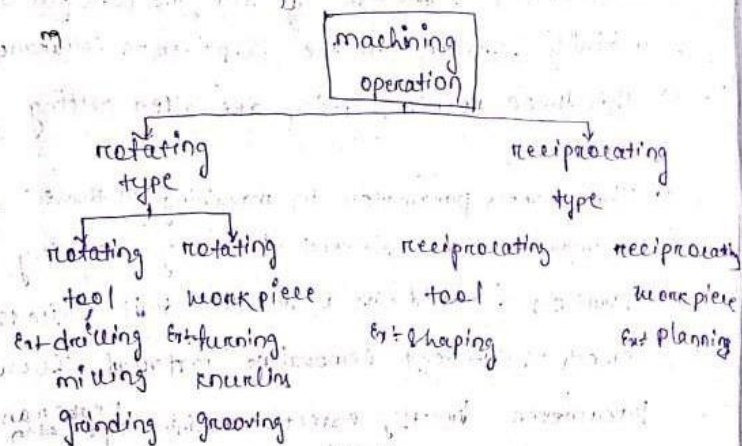 machining
operation
rotating
type
reciprocating
type
rotating
tool
Ex:- drilling
milling
grinding
rotating
workpiece
Ex:- turning
knurling
grooving
reciprocating
tool
Ex:- Shaping
reciprocating
workpiece
Ex:- planning